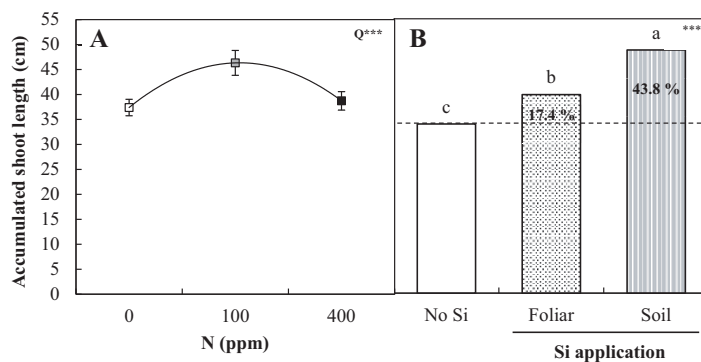 Accumulated shoot length (cm)
55
50
45
40
35
30
25
20
15
10
5
0
A
Q***
0
100
400
N (ppm)
B
***
c
b
a
17.4 %
43.8 %
No Si
Foliar
Soil
Si application